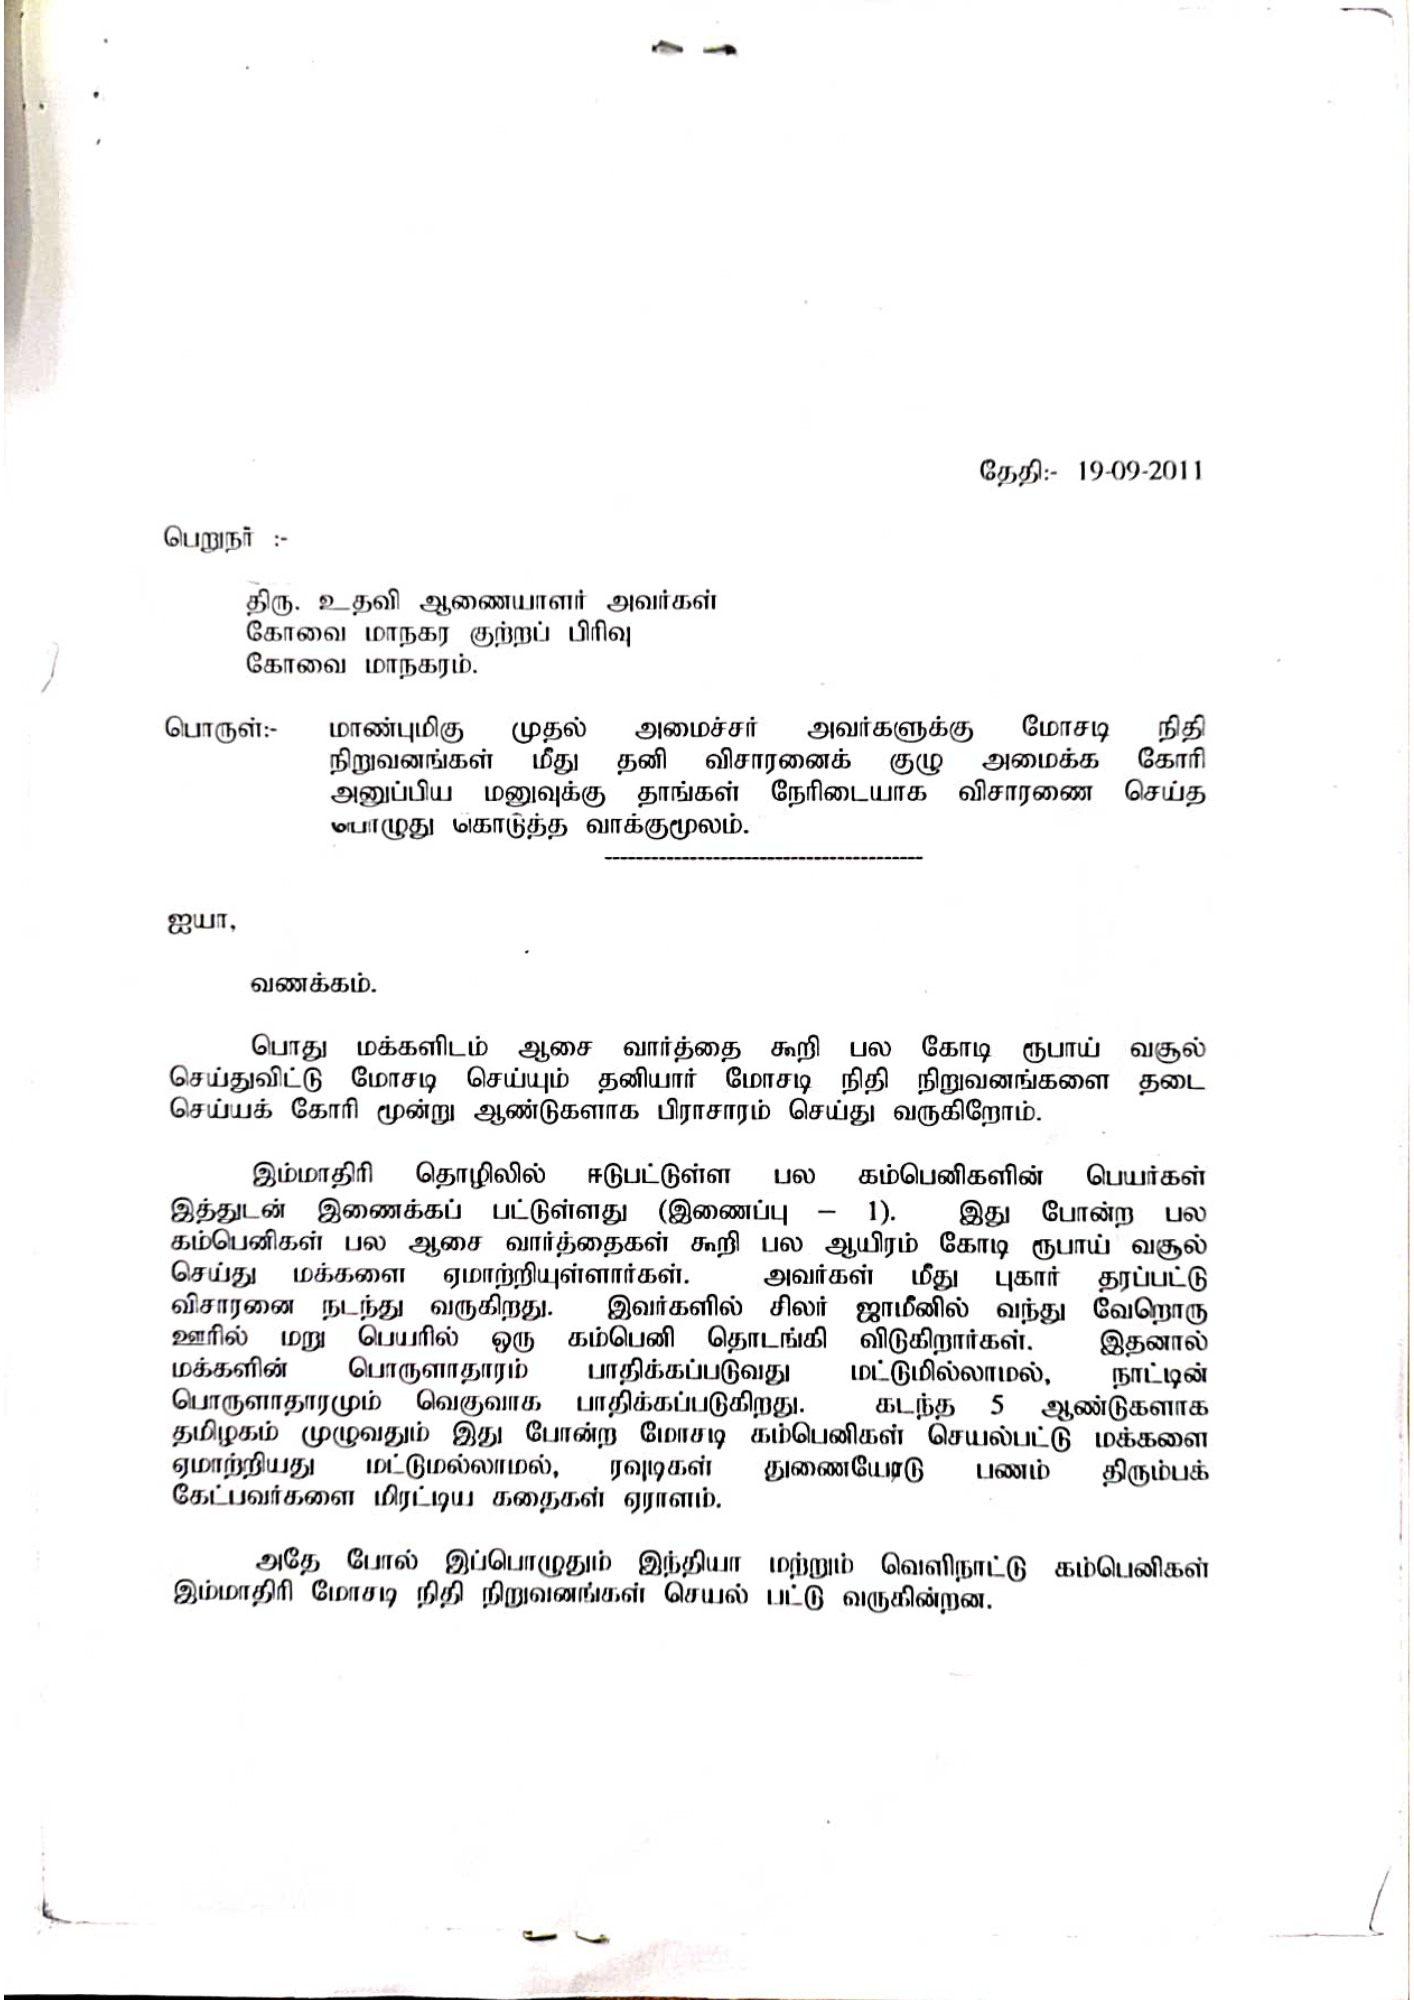 தேதி:- 19-09-2011
பெறுநர் :-
திரு. உதவி ஆணையாளர் அவர்கள்
கோவை மாநகர குற்றப் பிரிவு
கோவை மாநகரம்.
பொருள்:- மாண்புமிகு முதல் அமைச்சர் அவர்களுக்கு மோசடி நிதி
நிறுவனங்கள் மீது தனி விசாரனைக் குழு அமைக்க கோரி
அனுப்பிய மனுவுக்கு தாங்கள் நேரிடையாக விசாரணை செய்த
பொழுது கொடுத்த வாக்குமூலம்.
-----------------------------------------
ஐயா,
வணக்கம்.
பொது மக்களிடம் ஆசை வார்த்தை கூறி பல கோடி ரூபாய் வசூல்
செய்துவிட்டு மோசடி செய்யும் தனியார் மோசடி நிதி நிறுவனங்களை தடை
செய்யக் கோரி மூன்று ஆண்டுகளாக பிராசாரம் செய்து வருகிறோம்.
இம்மாதிரி தொழிலில் ஈடுபட்டுள்ள பல கம்பெனிகளின் பெயர்கள்
இத்துடன் இணைக்கப் பட்டுள்ளது (இணைப்பு – 1). இது போன்ற பல
கம்பெனிகள் பல ஆசை வார்த்தைகள் கூறி பல ஆயிரம் கோடி ரூபாய் வசூல்
செய்து மக்களை ஏமாற்றியுள்ளார்கள். அவர்கள் மீது புகார் தரப்பட்டு
விசாரனை நடந்து வருகிறது. இவர்களில் சிலர் ஜாமீனில் வந்து வேறொரு
ஊரில் மறு பெயரில் ஒரு கம்பெனி தொடங்கி விடுகிறார்கள். இதனால்
மக்களின் பொருளாதாரம் பாதிக்கப்படுவது மட்டுமில்லாமல், நாட்டின்
பொருளாதாரமும் வெகுவாக பாதிக்கப்படுகிறது. கடந்த 5 ஆண்டுகளாக
தமிழகம் முழுவதும் இது போன்ற மோசடி கம்பெனிகள் செயல்பட்டு மக்களை
ஏமாற்றியது மட்டுமல்லாமல், ரவுடிகள் துணையோடு பணம் திரும்பக்
கேட்பவர்களை மிரட்டிய கதைகள் ஏராளம்.
அதே போல் இப்பொழுதும் இந்தியா மற்றும் வெளிநாட்டு கம்பெனிகள்
இம்மாதிரி மோசடி நிதி நிறுவனங்கள் செயல் பட்டு வருகின்றன.